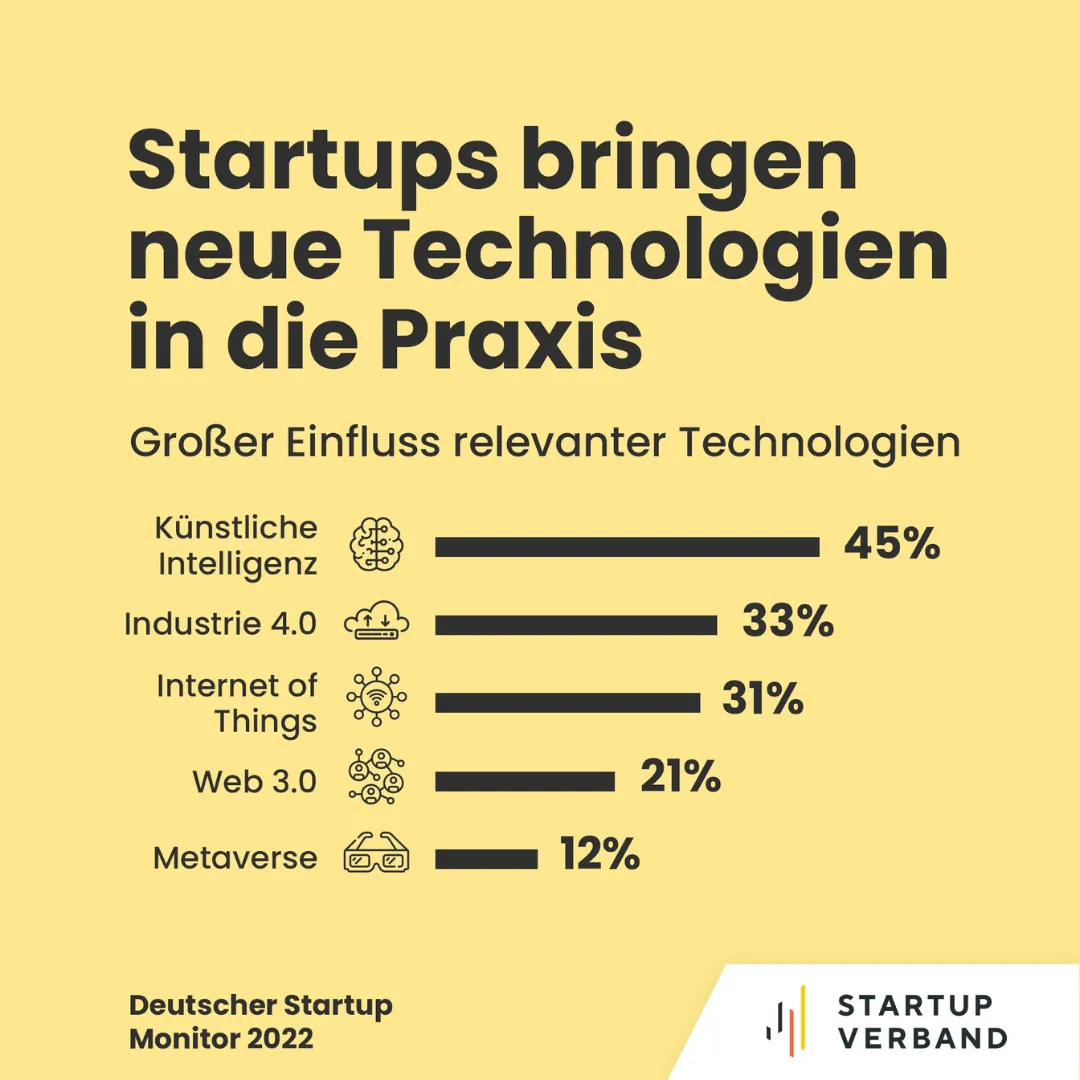 Startups bringen
neue Technologien
in die Praxis
Großer Einfluss relevanter Technologien
Künstliche
Intelligenz
45%
Industrie 4.0
33%
Internet of
Things
31%
Web 3.0
21%
Metaverse
12%
Deutscher Startup
Monitor 2022
STARTUP
VERBAND